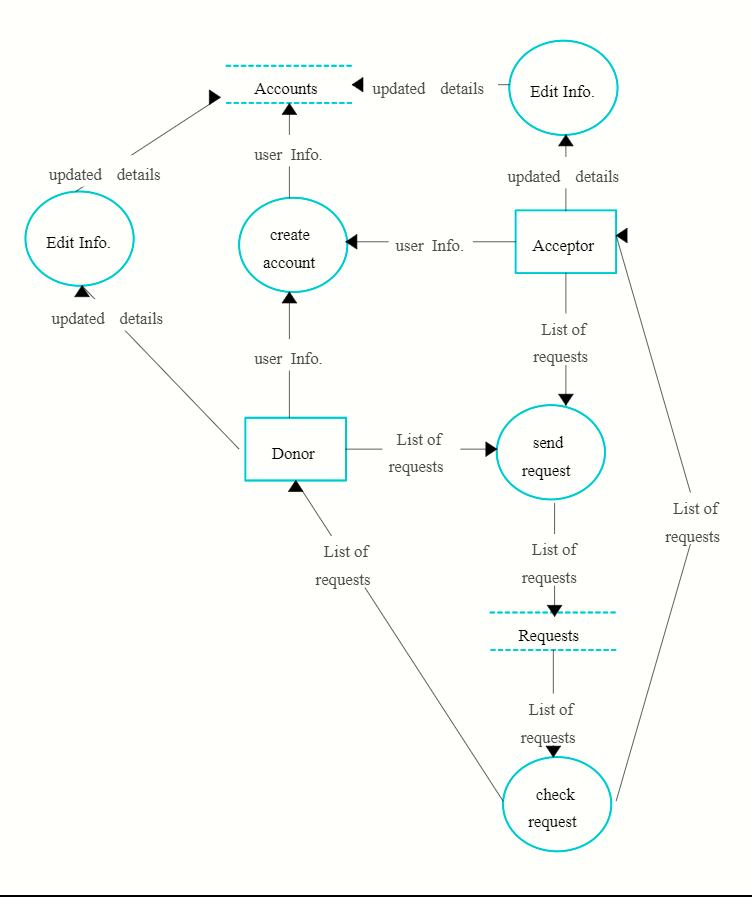 Accounts
updated details
Edit Info.
user Info.
updated details
updated details
Edit Info.
create
account
user Info.
Acceptor
updated details
List of
requests
user Info.
Donor
List of
requests
send
request
List of
requests
List of
requests
List of
requests
Requests
List of
requests
check
request